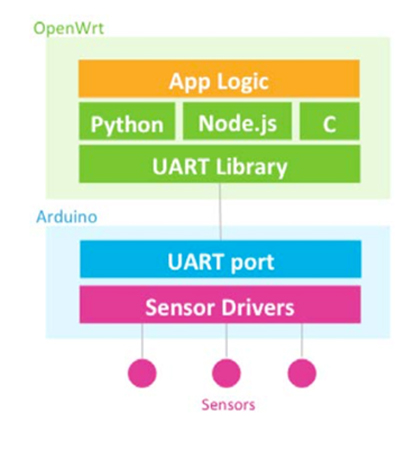 OpenWrt
App Logic
Python Node.js C
UART Library
Arduino
UART port
Sensor Drivers
Sensors